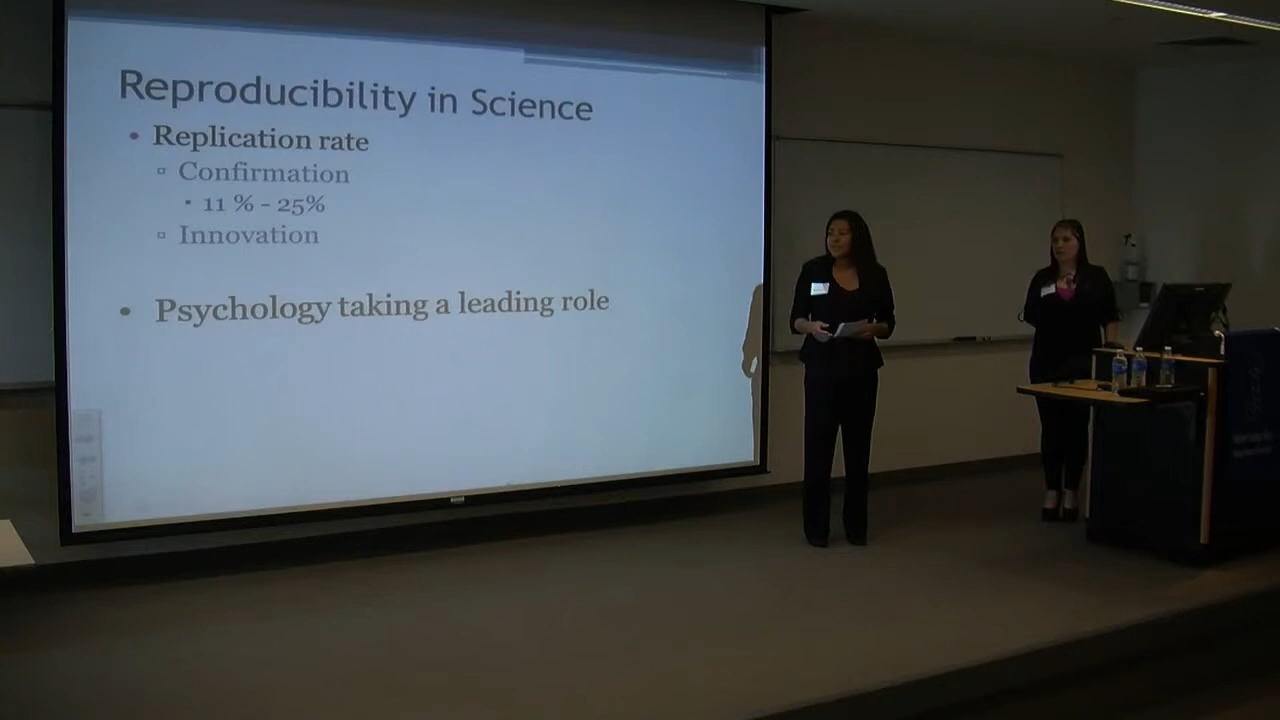 Reproducibility in Science
• Replication rate
▫ Confirmation
• 11 % - 25%
▫ Innovation
• Psychology taking a leading role